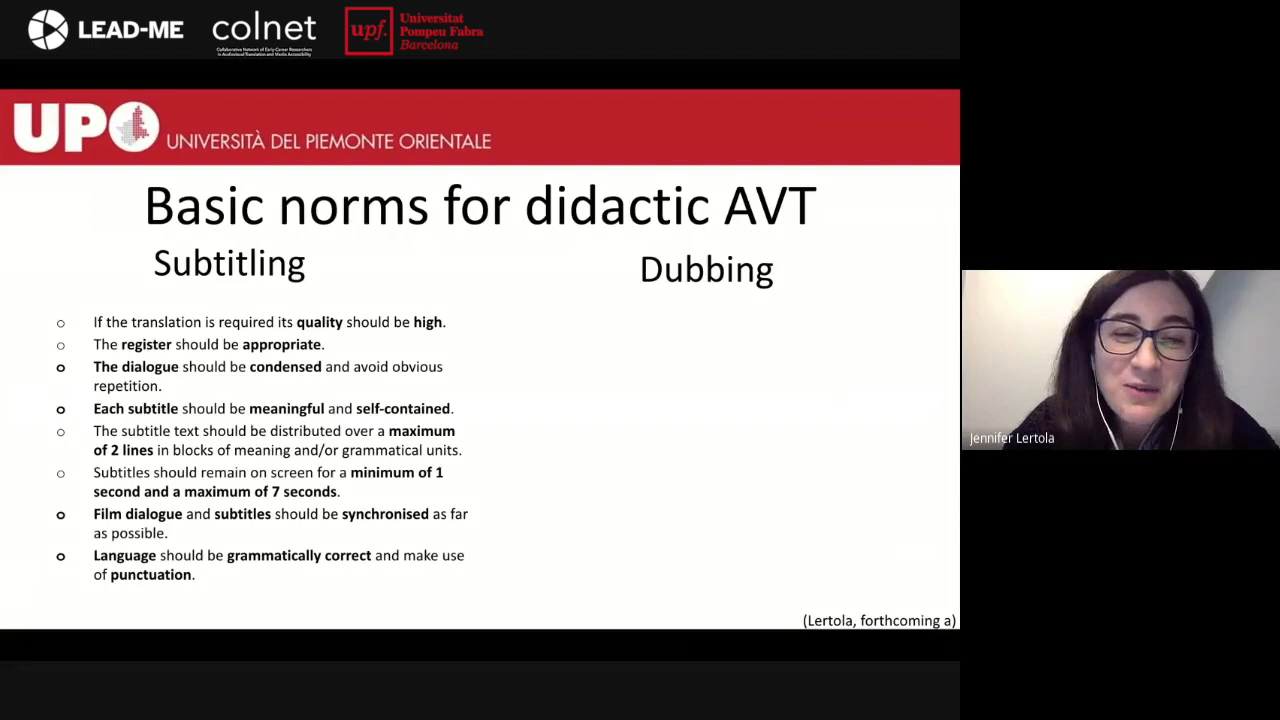 LEAD-ME
colnet
Collaborative Network of Early-Career Researchers
in Audiovisual Translation and Media Accessibility
upf.
Universitat
Pompeu Fabra
Barcelona
UPO
UNIVERSITÀ DEL PIEMONTE ORIENTALE
Basic norms for didactic AVT
Subtitling
Dubbing
o If the translation is required its quality should be high.
o The register should be appropriate.
o The dialogue should be condensed and avoid obvious
repetition.
o Each subtitle should be meaningful and self-contained.
o The subtitle text should be distributed over a maximum
of 2 lines in blocks of meaning and/or grammatical units.
o Subtitles should remain on screen for a minimum of 1
second and a maximum of 7 seconds.
o Film dialogue and subtitles should be synchronised as far
as possible.
o Language should be grammatically correct and make use
of punctuation.
(Lertola, forthcoming a)
Jennifer Lertola